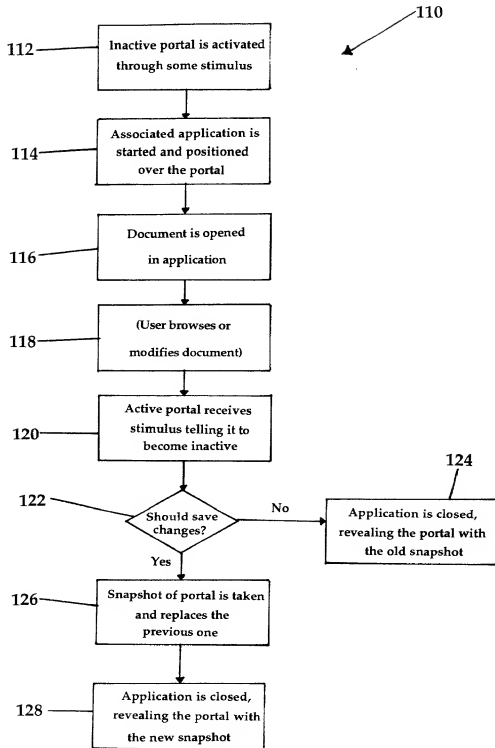 110
112
Inactive portal is activated
through some stimulus
114
Associated application is
started and positioned
over the portal
116
Document is opened
in application
118
(User browses or
modifies document)
120
Active portal receives
stimulus telling it to
become inactive
122
Should save
changes?
No
124
Application is closed,
revealing the portal with
the old snapshot
Yes
126
Snapshot of portal is taken
and replaces the
previous one
128
Application is closed,
revealing the portal with
the new snapshot